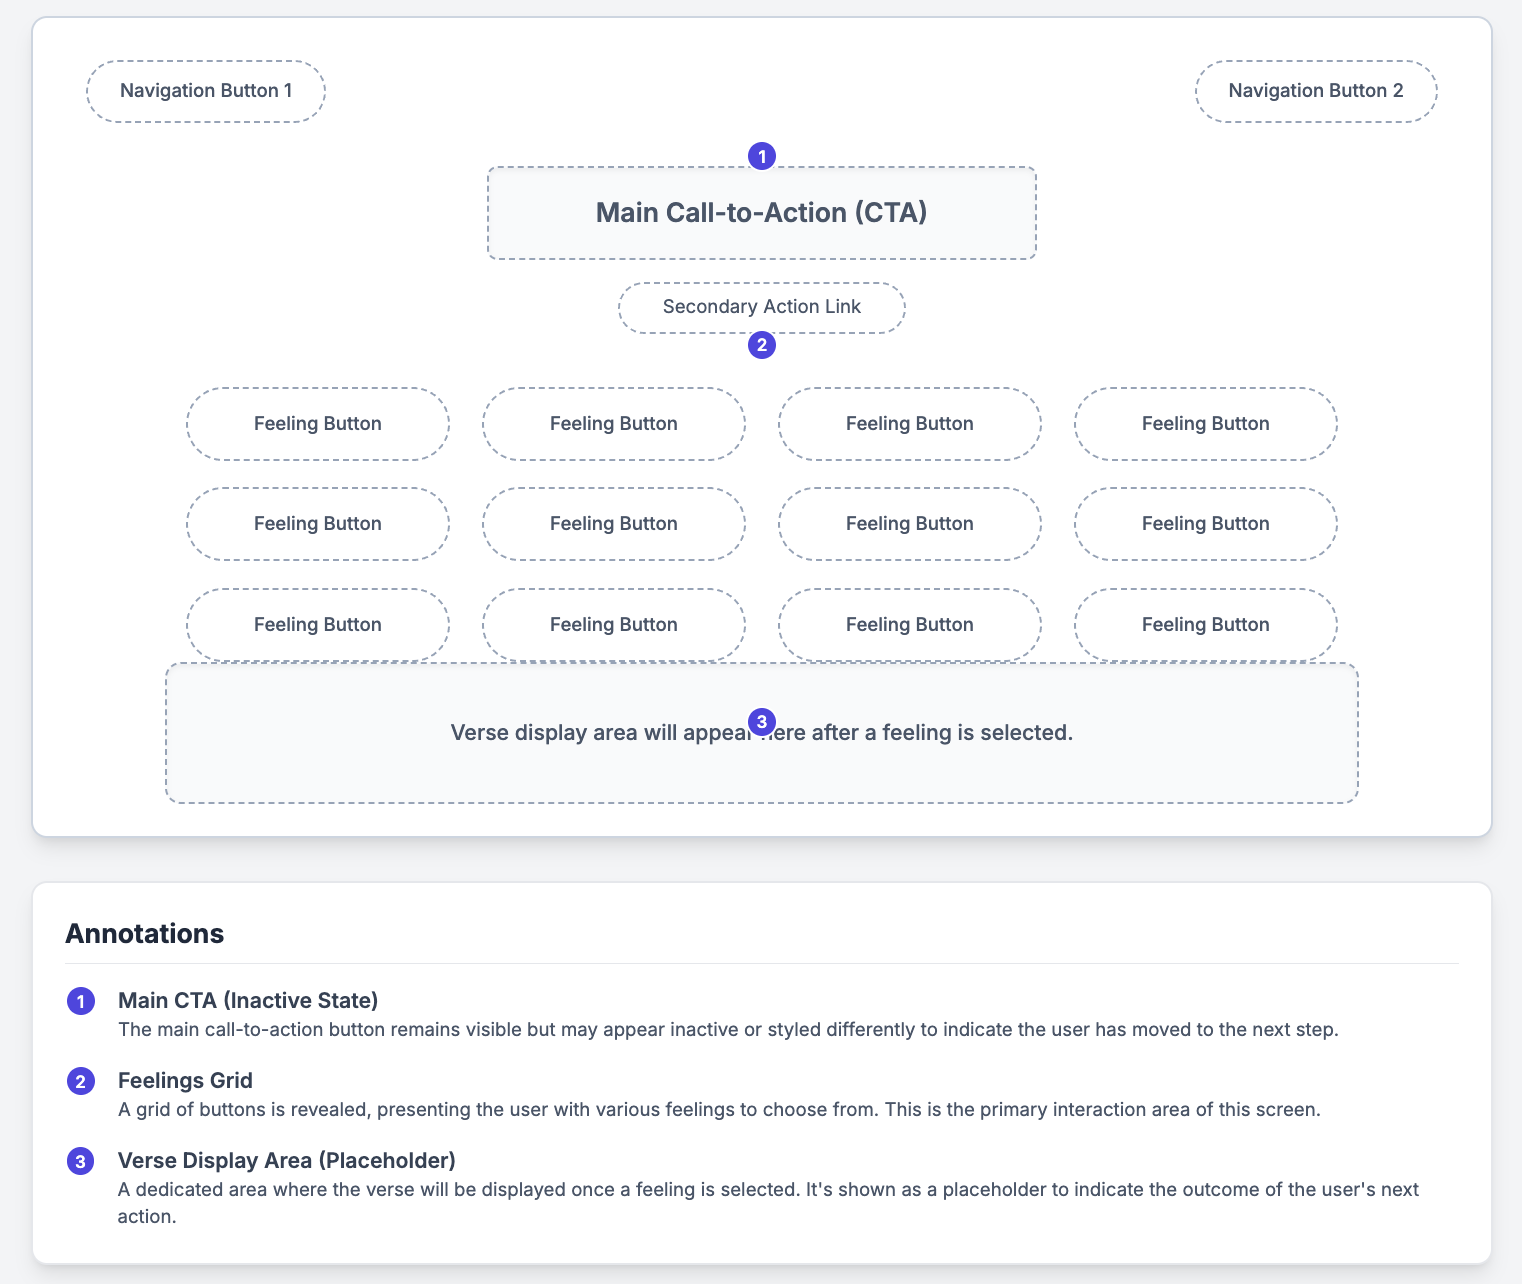 Navigation Button 1
Navigation Button 2
1
Main Call-to-Action (CTA)
Secondary Action Link
2
Feeling Button
Feeling Button
Feeling Button
Feeling Button
Feeling Button
Feeling Button
Feeling Button
Feeling Button
Feeling Button
Feeling Button
Feeling Button
Feeling Button
3
Verse display area will appear here after a feeling is selected.
Annotations
1
Main CTA (Inactive State)
The main call-to-action button remains visible but may appear inactive or styled differently to indicate the user has moved to the next step.
2
Feelings Grid
A grid of buttons is revealed, presenting the user with various feelings to choose from. This is the primary interaction area of this screen.
3
Verse Display Area (Placeholder)
A dedicated area where the verse will be displayed once a feeling is selected. It's shown as a placeholder to indicate the outcome of the user's next
action.